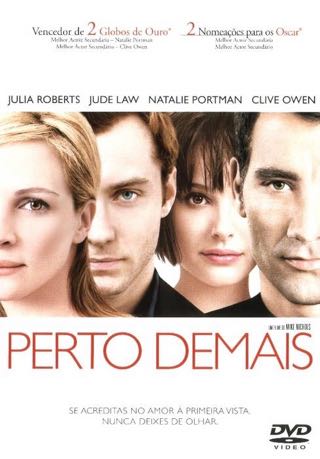 Vencedor de 2 Globos de Ouro*
Melhor Actriz Secundária - Natalie Portman
Melhor Actor Secundário - Clive Owen
2 Nomeações para os Oscar*
Melhor Actriz Secundária
Melhor Actor Secundário
JULIA ROBERTS JUDE LAW NATALIE PORTMAN CLIVE OWEN
UM FILME DE MIKE NICHOLS
PERTO DEMAIS
SE ACREDITAS NO AMOR À PRIMEIRA VISTA,
NUNCA DEIXES DE OLHAR.
DVD
VIDEO